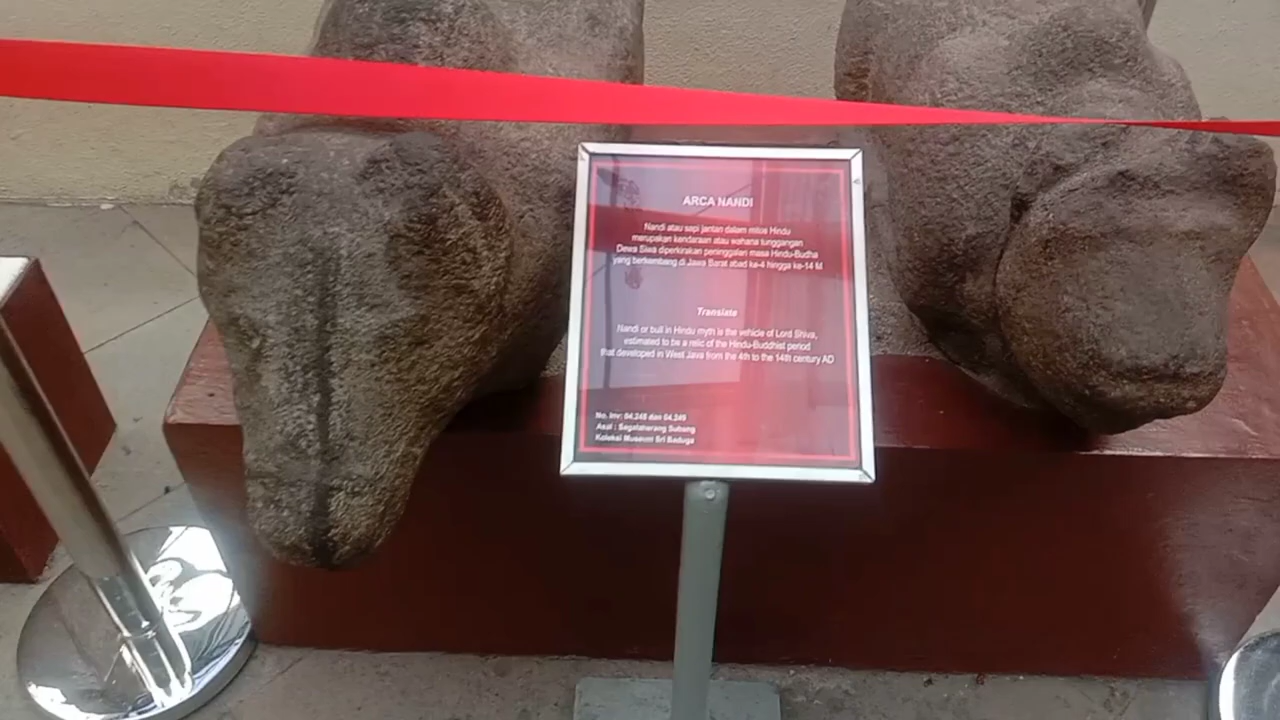 ARCA NANDI
Nandi atau sapi jantan dalam mitos Hindu
merupakan kendaraan atau wahana tunggangan
Dewa Siwa diperkirakan peninggalan masa Hindu-Budha
yang berkembang di Jawa Barat abad ke-4 hingga ke-14 M
Translate
Nandi or bull in Hindu myth is the vehicle of Lord Shiva,
estimated to be a relic of the Hindu-Buddhist period
that developed in West Java from the 4th to the 14th century AD
No. Inv: 04.248 dan 04.249
Asal : Sagalaherang Subang
Koleksi Museum Sri Baduga